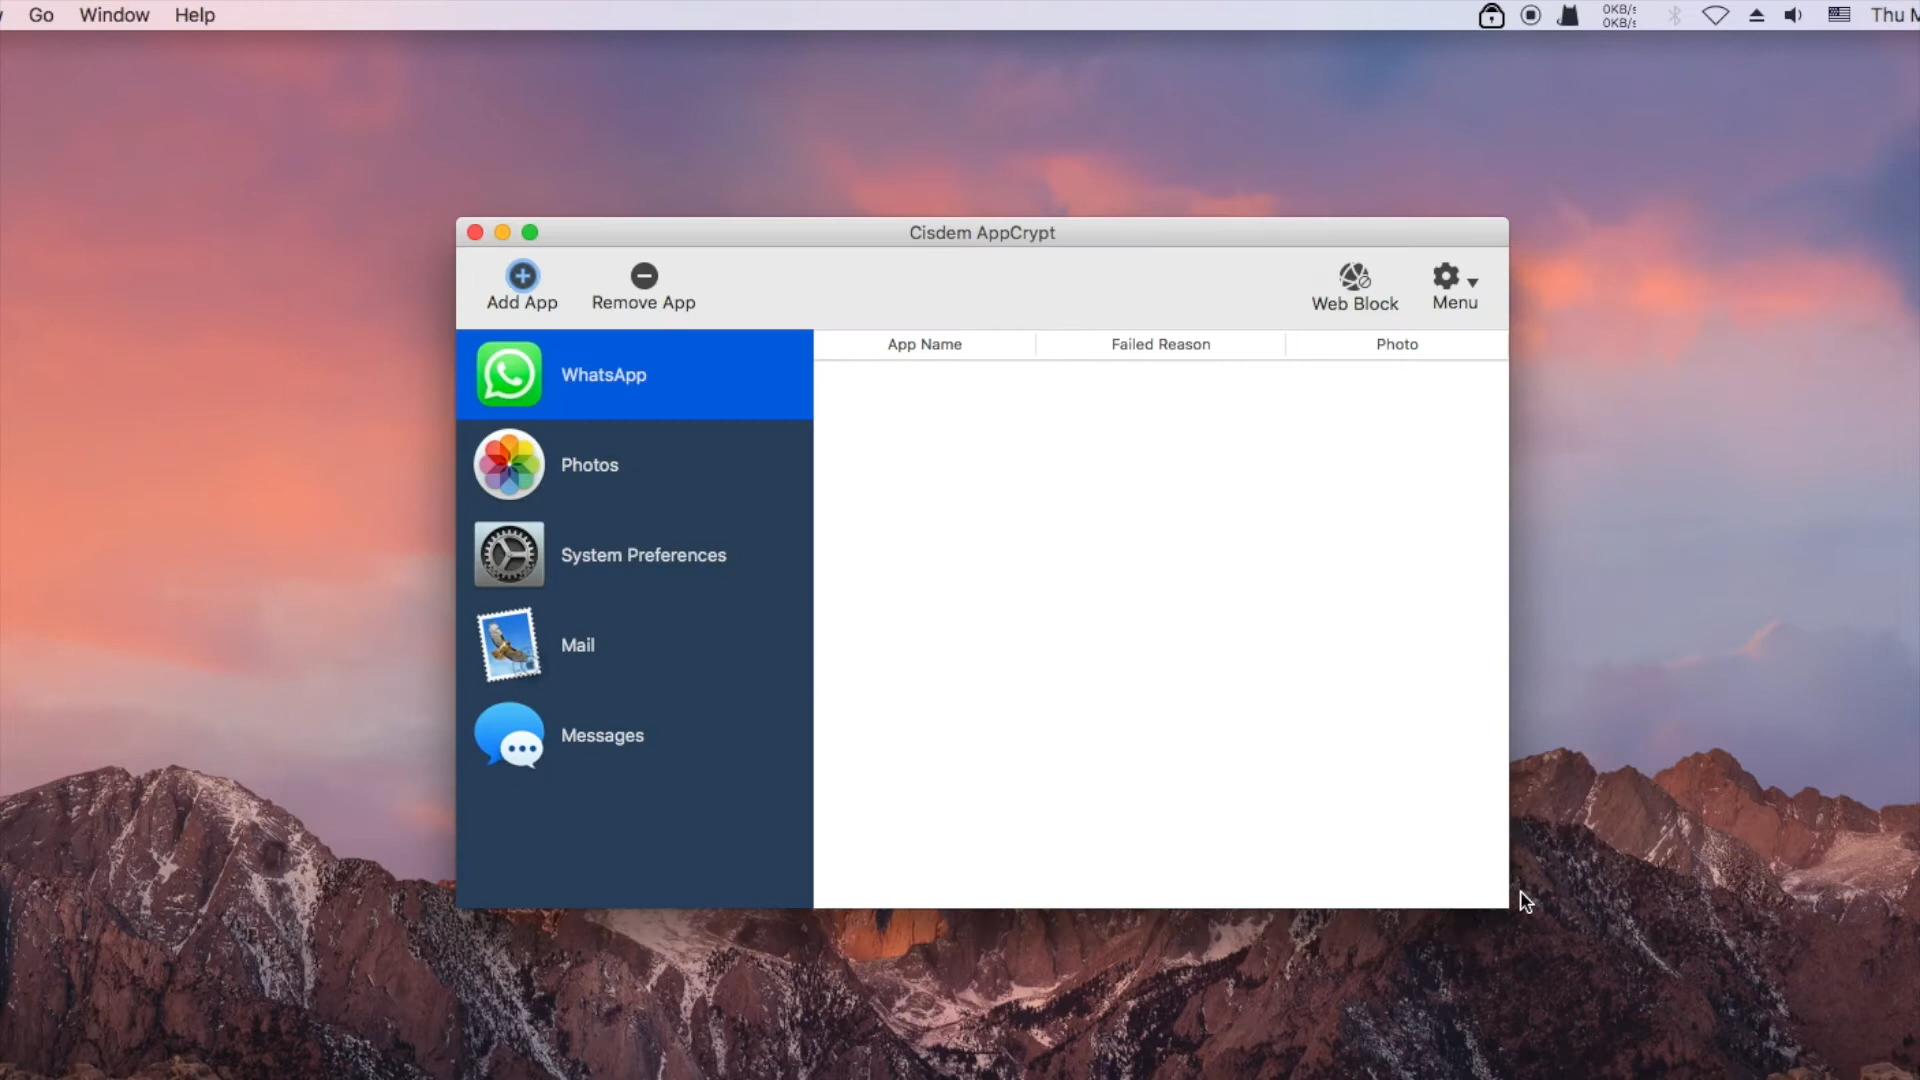 Go Window Help 0KB/s Thu M
0KB/s
Cisdem AppCrypt
Add App Remove App Web Block Menu
App Name Failed Reason Photo
WhatsApp
Photos
System Preferences
Mail
Messages